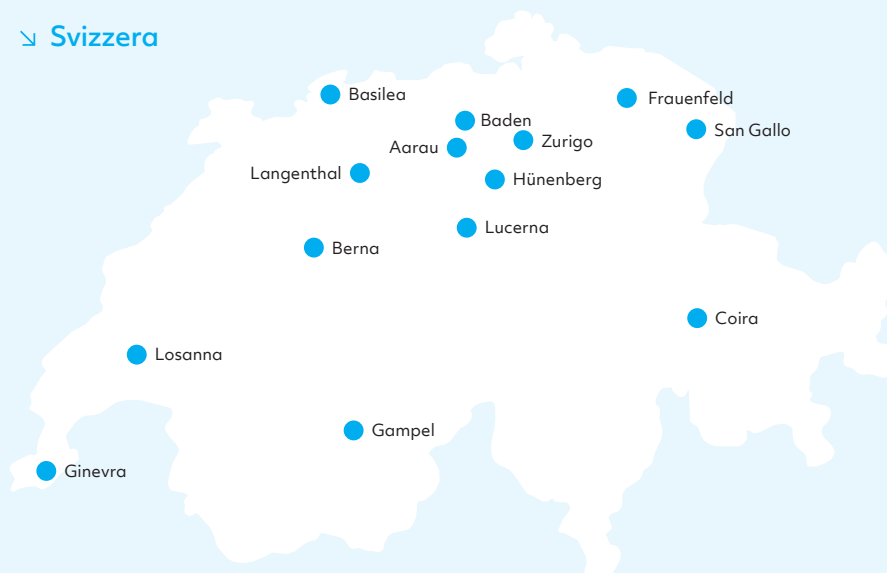 ↘ Svizzera
Basilea
Frauenfeld
Baden
San Gallo
Zurigo
Aarau
Langenthal
Hünenberg
Lucerna
Berna
Coira
Losanna
Gampel
Ginevra